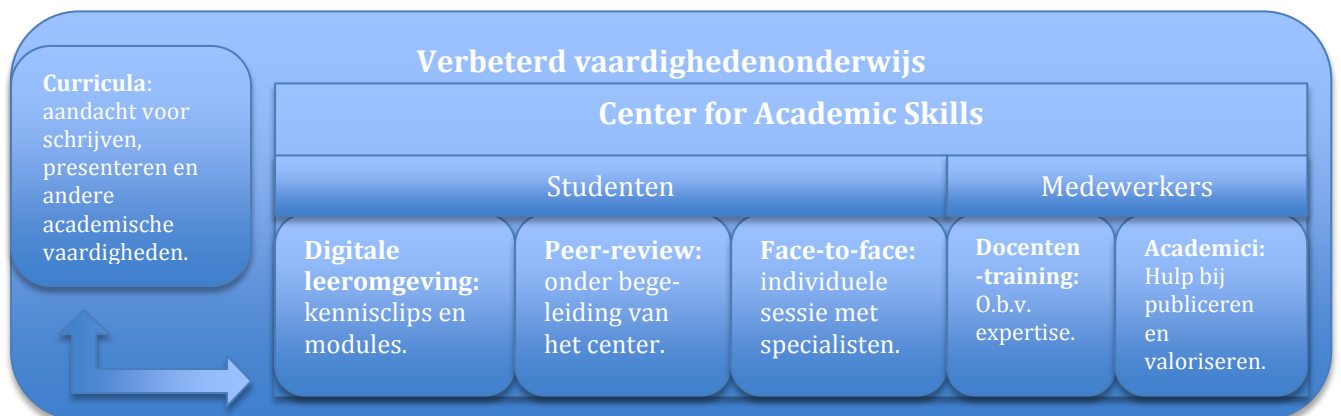 Verbeterd vaardighedenonderwijs
Curricula:
aandacht voor
schrijven,
presenteren en
andere
academische
vaardigheden.
Center for Academic Skills
Studenten
Medewerkers
Digitale
leeromgeving:
kennisclips en
modules.
Peer-review:
onder bege-
leiding van
het center.
Face-to-face:
individuele
sessie met
specialisten.
Docenten
-training:
O.b.v.
expertise.
Academici:
Hulp bij
publiceren
en
valoriseren.